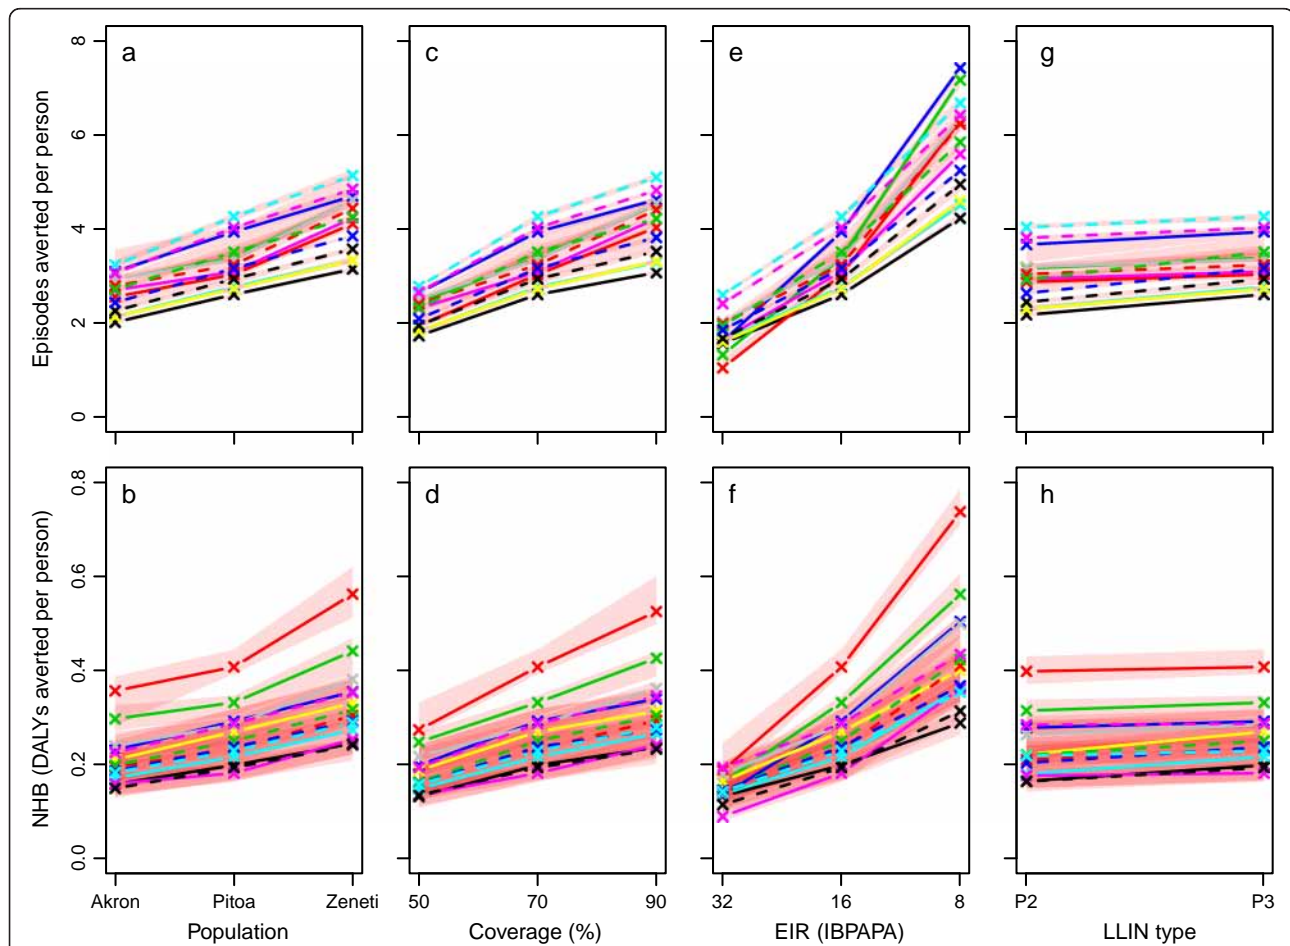 a
c
e
g
Episodes averted per person
8
6
4
2
0
b
d
f
h
NHB (DALYs averted per person)
0.8
0.6
0.4
0.2
0.0
Akron Pitoa Zeneti
50 70 90
32 16 8
P2 P3
Population
Coverage (%)
EIR (IBPAPA)
LLIN type